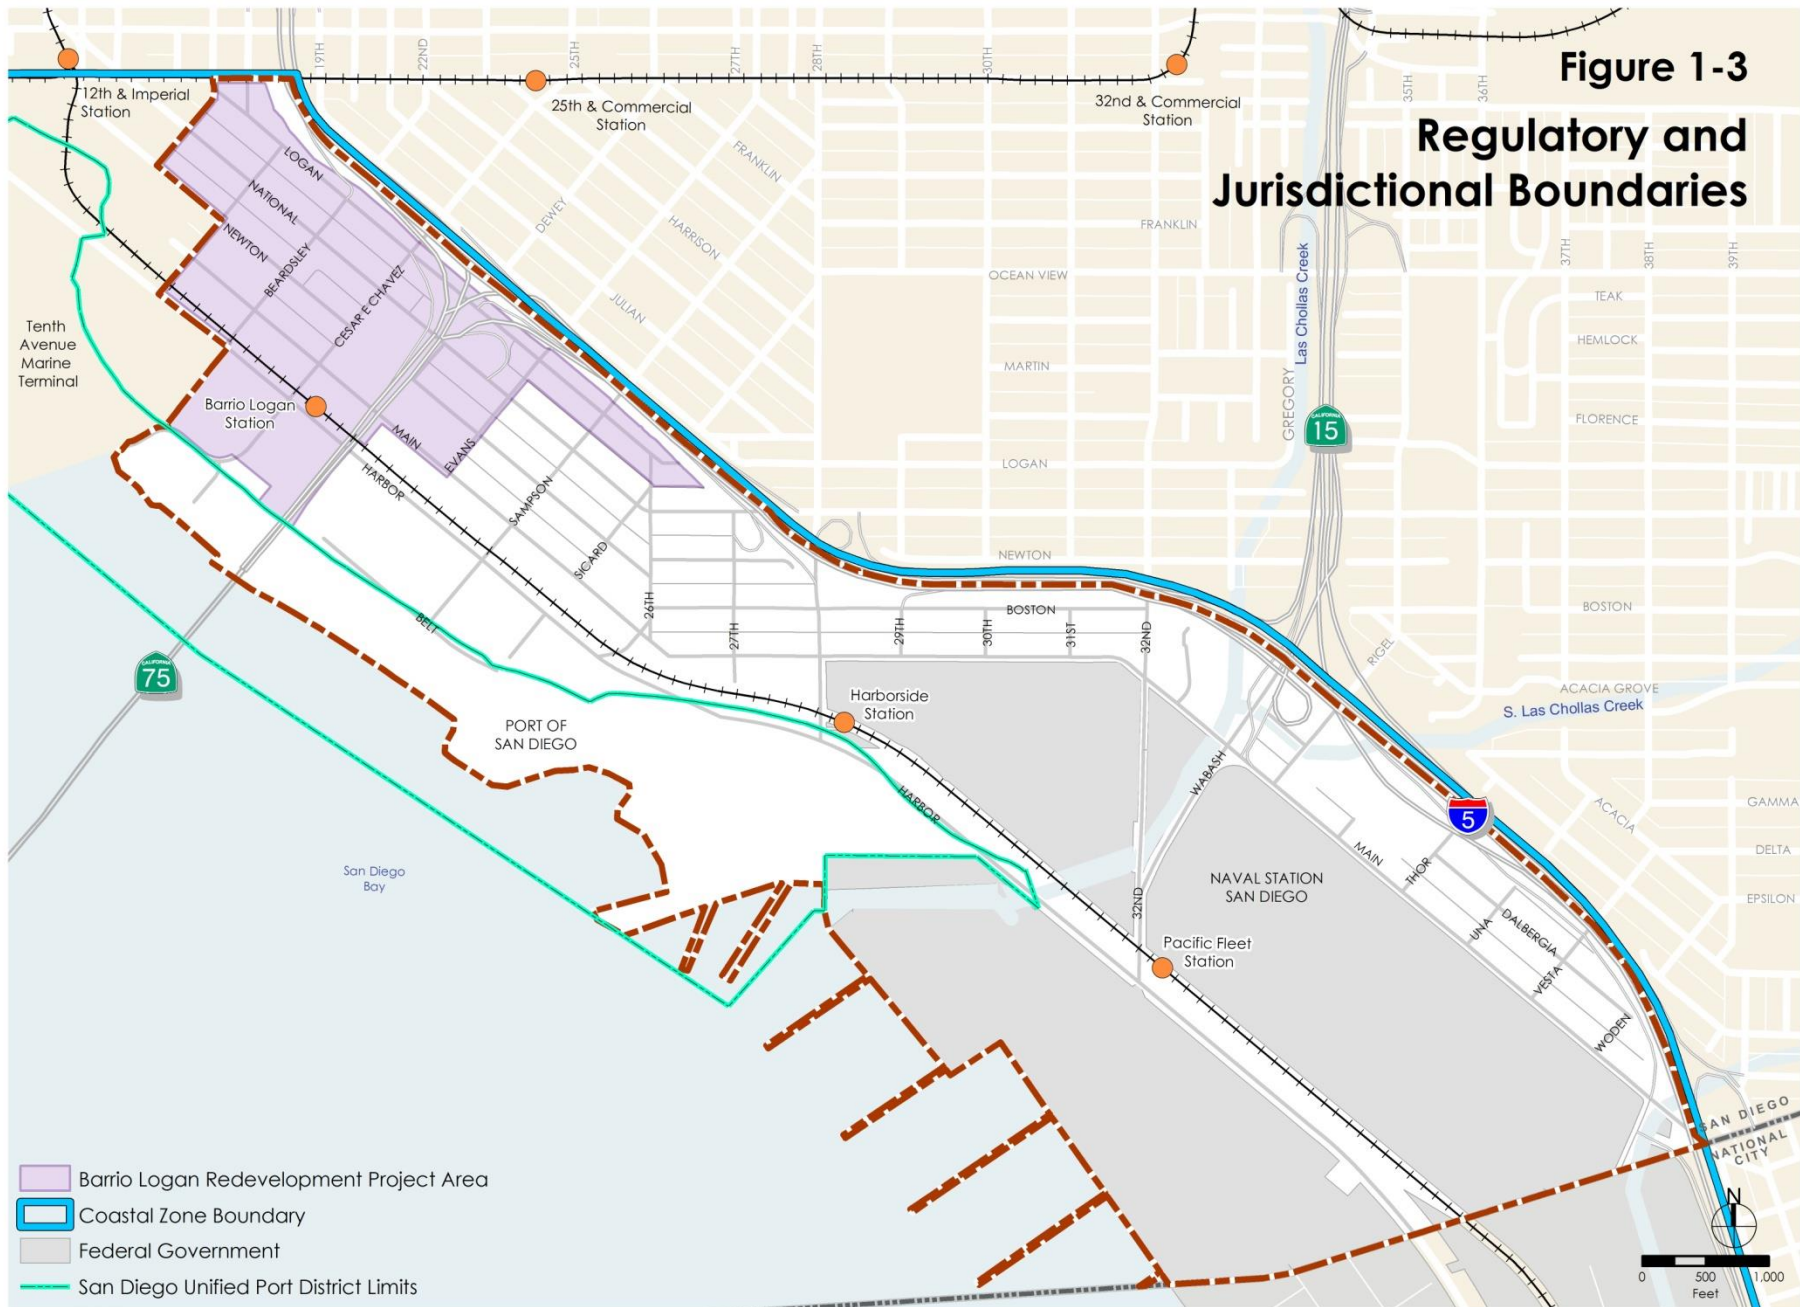 Figure 1-3
Regulatory and
Jurisdictional Boundaries
19TH
22ND
25TH
27TH
28TH
30TH
35TH
36TH
12th & Imperial
Station
25th & Commercial
Station
32nd & Commercial
Station
LOGAN
NATIONAL
NEWTON
BEARDSLEY
CESAR E CHAVEZ
FRANKLIN
DEWEY
HARRISON
JULIAN
FRANKLIN
OCEAN VIEW
Las Chollas Creek
37TH
38TH
39TH
TEAK
HEMLOCK
MARTIN
GREGORY
FLORENCE
CALIFORNIA
15
LOGAN
Tenth
Avenue
Marine
Terminal
Barrio Logan
Station
MAIN
EVANS
HARBOR
SAMPSON
SICARD
NEWTON
BOSTON
BOSTON
26TH
27TH
29TH
30TH
31ST
32ND
RIGEL
BELT
CALIFORNIA
75
ACACIA GROVE
S. Las Chollas Creek
Harborside
Station
PORT OF
SAN DIEGO
WABASH
HARBOR
5
ACACIA
GAMMA
DELTA
EPSILON
MAIN
THOR
San Diego
Bay
NAVAL STATION
SAN DIEGO
32ND
UNA
DALBERGIA
VESTA
WODEN
Pacific Fleet
Station
SAN DIEGO
NATIONAL
CITY
N
0 500 1,000
Feet
Barrio Logan Redevelopment Project Area
Coastal Zone Boundary
Federal Government
San Diego Unified Port District Limits